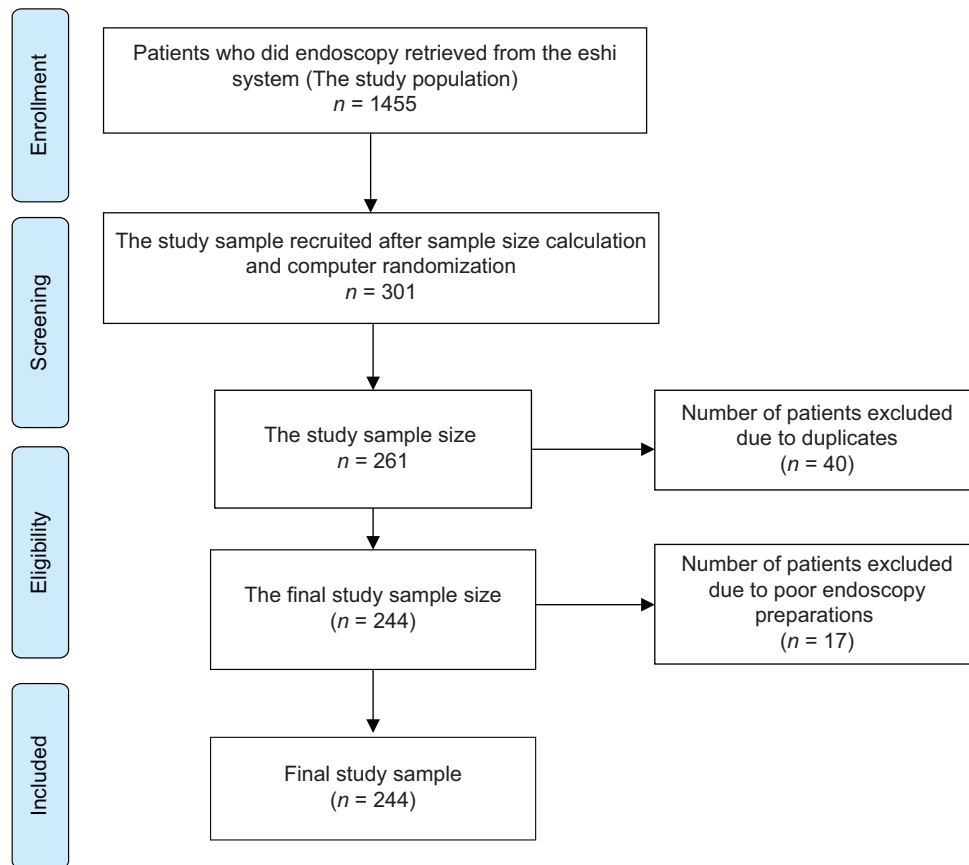 Enrollment
Patients who did endoscopy retrieved from the eshi
system (The study population)
n = 1455
Screening
The study sample recruited after sample size calculation
and computer randomization
n = 301
The study sample size
n = 261
Number of patients excluded
due to duplicates
(n = 40)
Eligibility
The final study sample size
(n = 244)
Number of patients excluded
due to poor endoscopy
preparations
(n = 17)
Included
Final study sample
(n = 244)